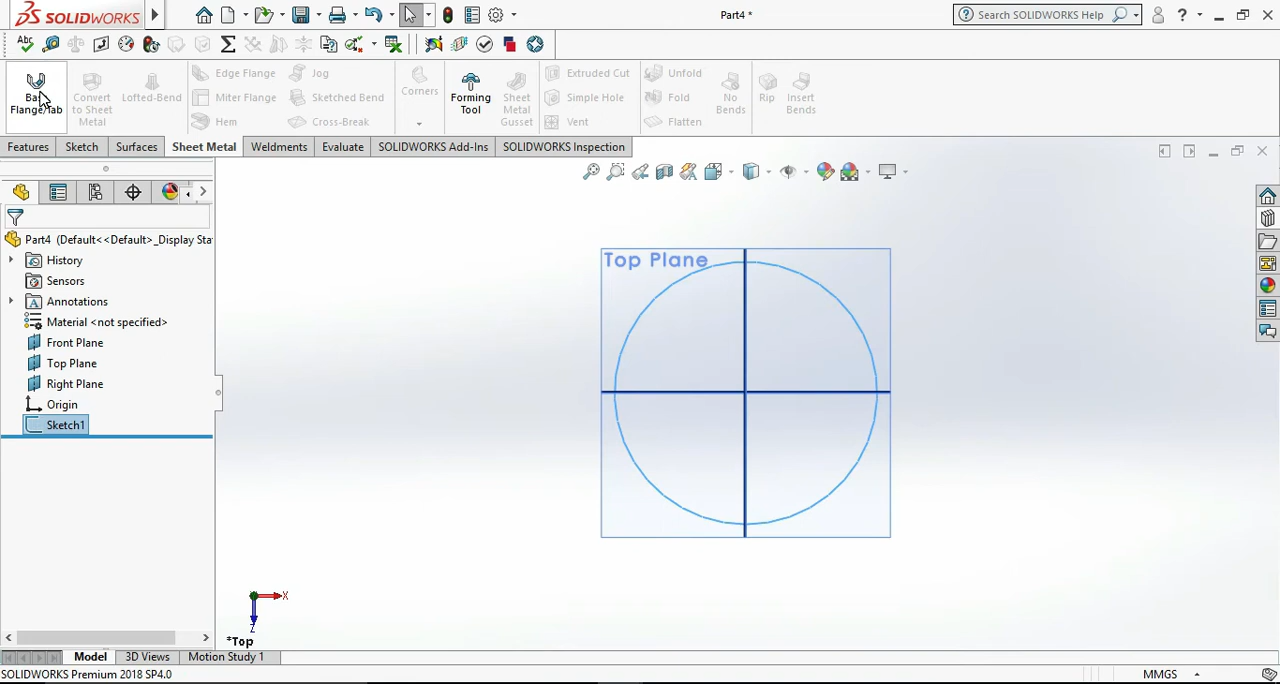 SOLIDWORKS
Part4 *
Search SOLIDWORKS Help
?
Base Flange/Tab
Convert to Sheet Metal
Lofted-Bend
Edge Flange
Miter Flange
Hem
Jog
Sketched Bend
Cross-Break
Corners
Forming Tool
Sheet Metal Gusset
Extruded Cut
Simple Hole
Vent
Unfold
Fold
Flatten
No Bends
Rip
Insert Bends
Features
Sketch
Surfaces
Sheet Metal
Weldments
Evaluate
SOLIDWORKS Add-Ins
SOLIDWORKS Inspection
Part4 (Default<<Default>_Display Sta
History
Sensors
Annotations
Material <not specified>
Front Plane
Top Plane
Right Plane
Origin
Sketch1
Top Plane
X
Z
*Top
Model
3D Views
Motion Study 1
SOLIDWORKS Premium 2018 SP4.0
MMGS